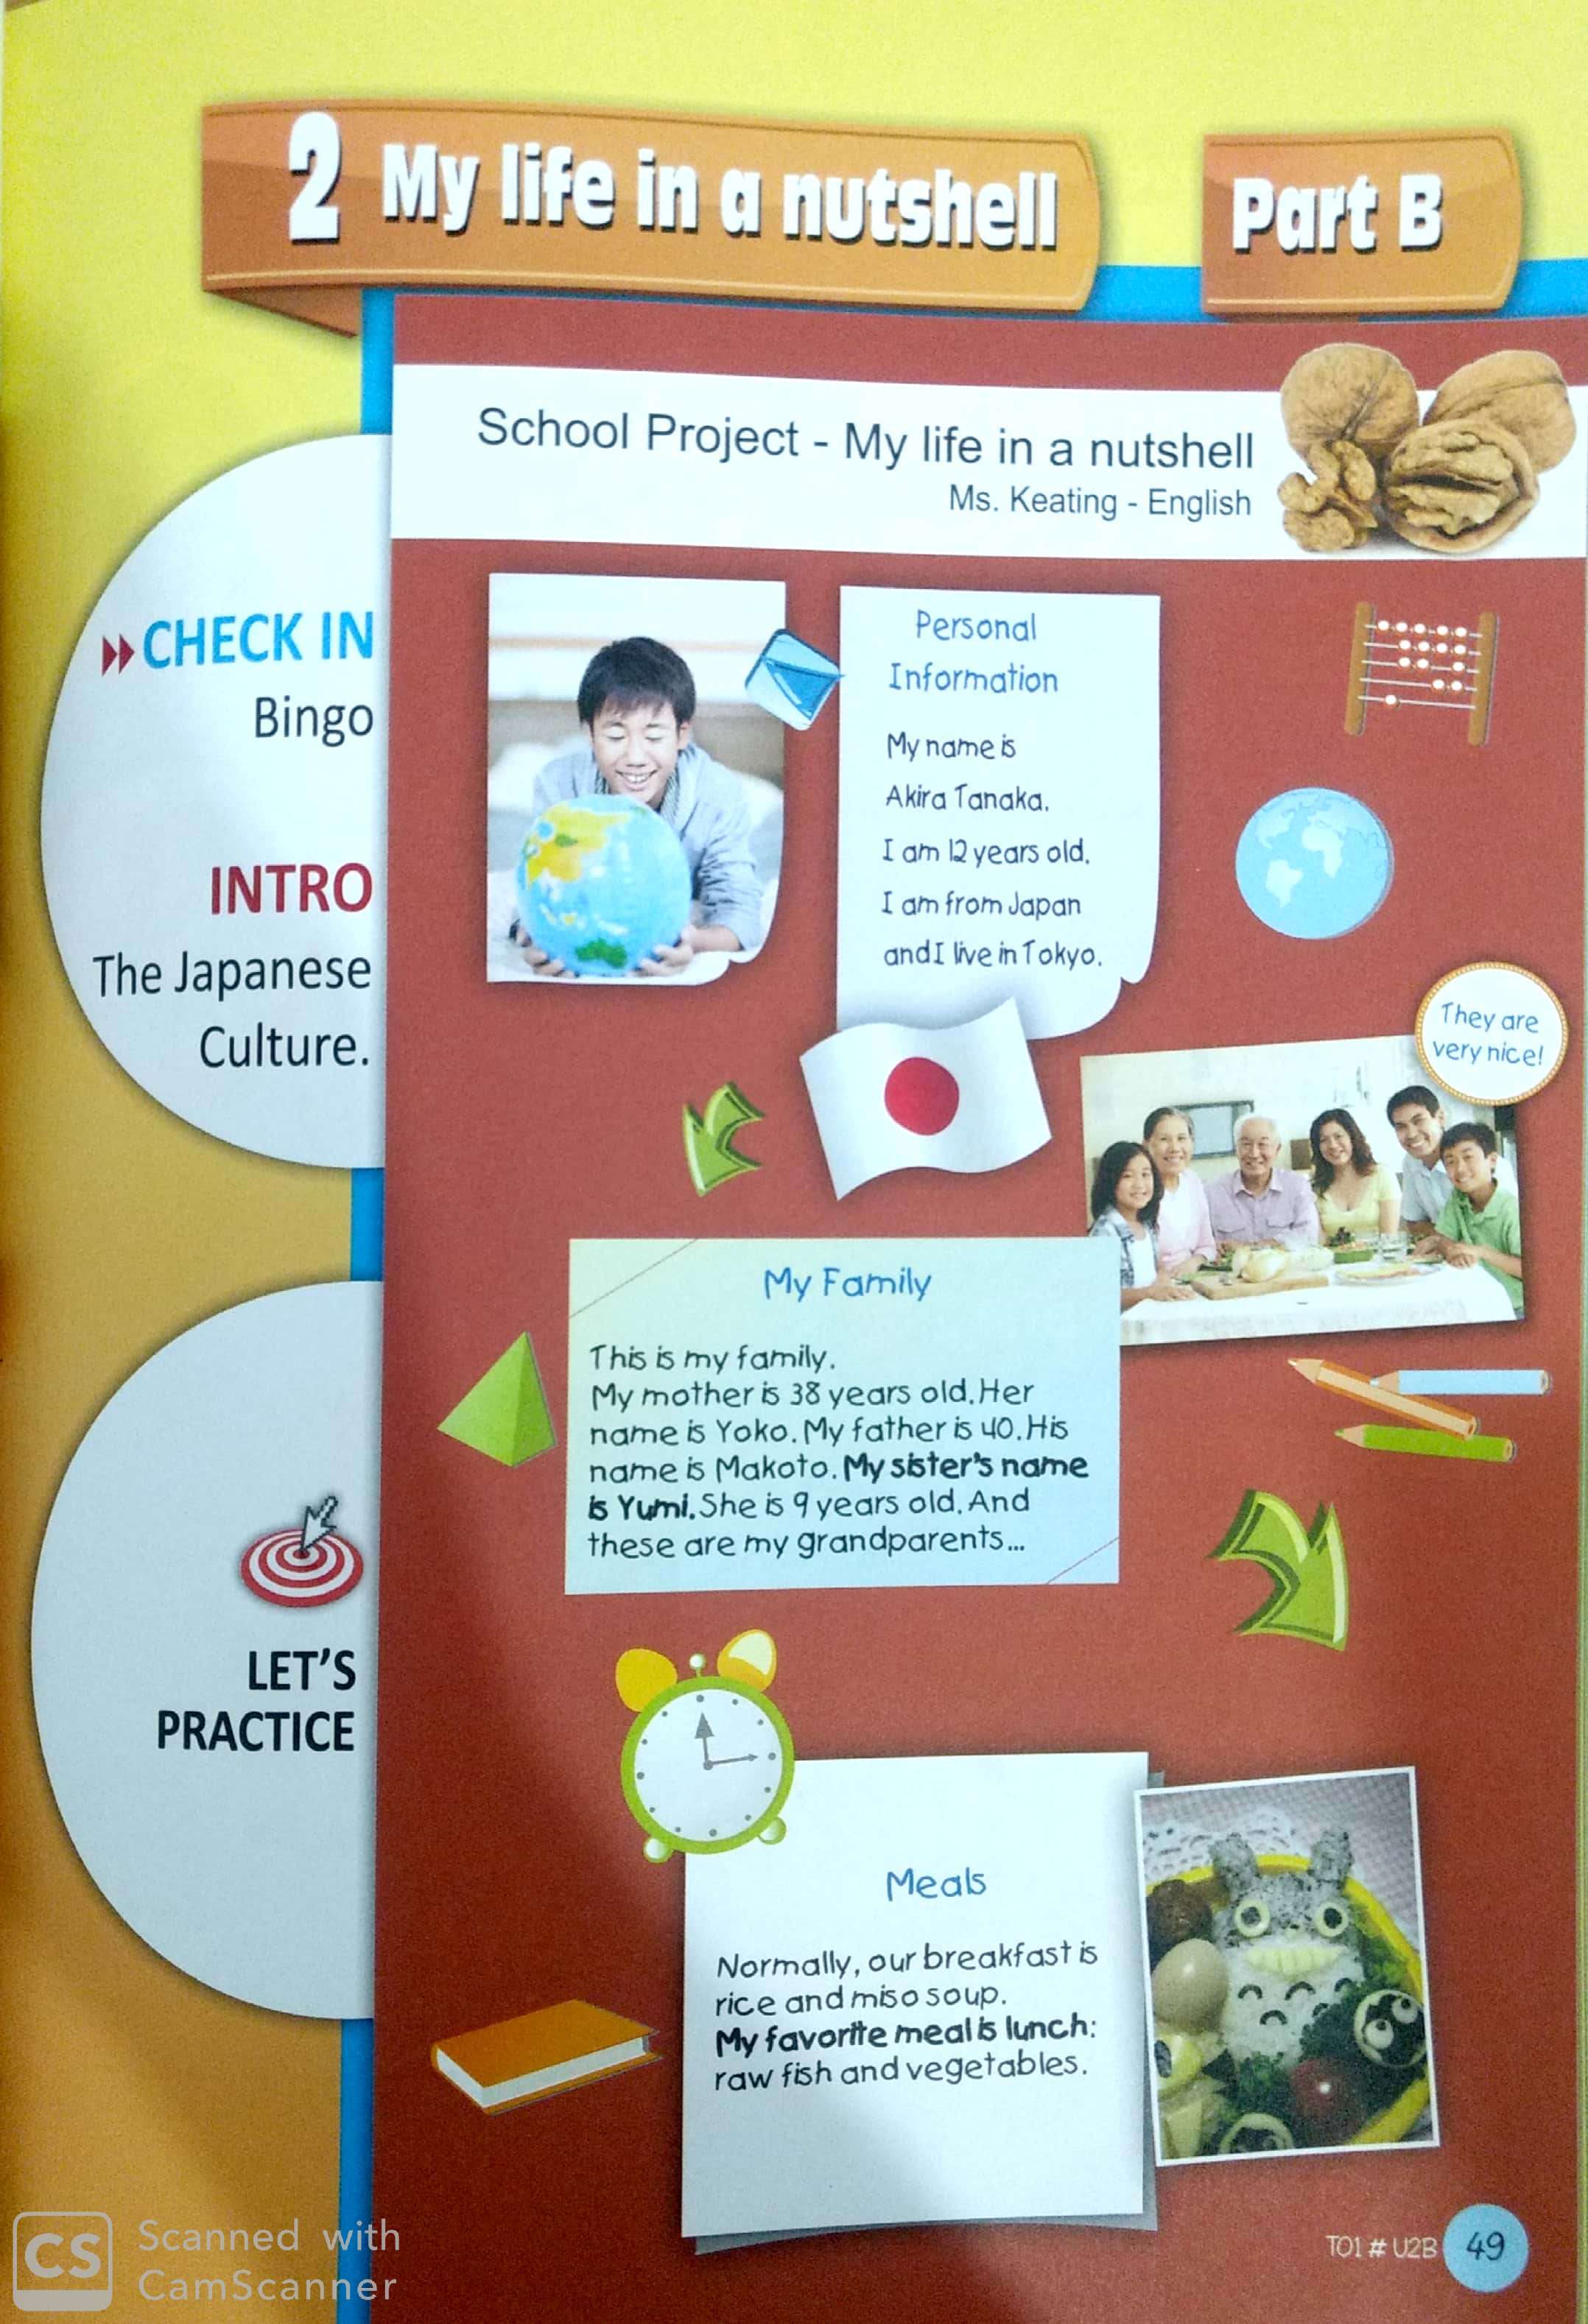 2 My life in a nutshell
Part B
School Project - My life in a nutshell
Ms. Keating - English
CHECK IN
Bingo
INTRO
The Japanese
Culture.
LET'S
PRACTICE
Personal
Information
My name is
Akira Tanaka.
I am 12 years old.
I am from Japan
and I live in Tokyo.
They are
very nice!
My Family
This is my family.
My mother is 38 years old. Her
name is Yoko. My father is 40. His
name is Makoto. My sister's name
is Yumi. She is 9 years old. And
these are my grandparents...
Meals
Normally, our breakfast is
rice and miso soup.
My favorite meal is lunch:
raw fish and vegetables.
T01 # U2B 49
CS Scanned with
CamScanner